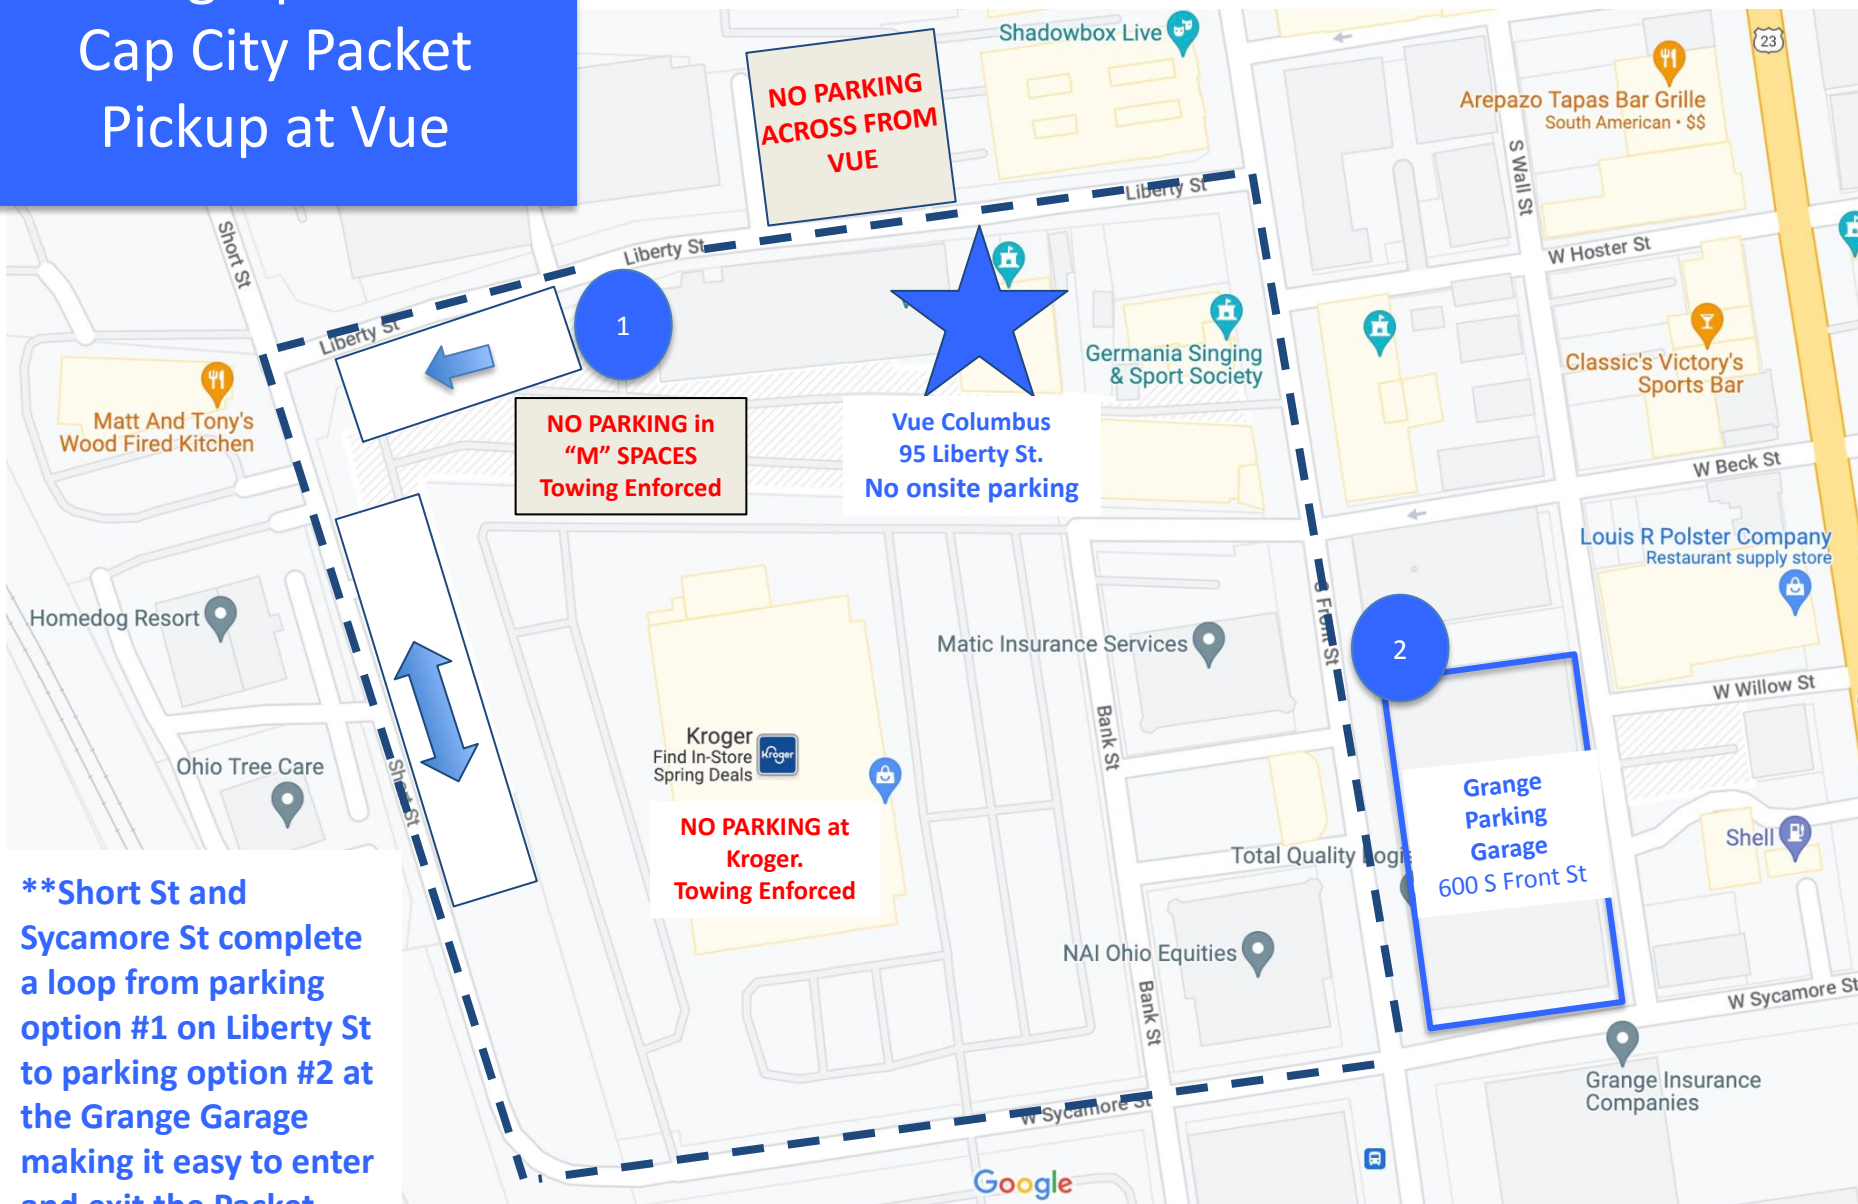 Cap City Packet
Pickup at Vue
NO PARKING
ACROSS FROM
VUE
Shadowbox Live
23
Arepazo Tapas Bar Grille
South American • $$
S Wall St
Liberty St
Liberty St
Liberty St
Short St
W Hoster St
1
Matt And Tony's
Wood Fired Kitchen
NO PARKING in
“M” SPACES
Towing Enforced
Vue Columbus
95 Liberty St.
No onsite parking
Germania Singing
& Sport Society
Classic's Victory's
Sports Bar
W Beck St
Louis R Polster Company
Restaurant supply store
Homedog Resort
Matic Insurance Services
S Front St
2
W Willow St
Bank St
Kroger
Find In-Store
Spring Deals
Kroger
Ohio Tree Care
Short St
NO PARKING at
Kroger.
Towing Enforced
Grange
Parking
Garage
600 S Front St
Total Quality Logis
Shell
NAI Ohio Equities
Bank St
W Sycamore St
W Sycamore St
Grange Insurance
Companies
**Short St and
Sycamore St complete
a loop from parking
option #1 on Liberty St
to parking option #2 at
the Grange Garage
making it easy to enter
and exit the Packet
Google